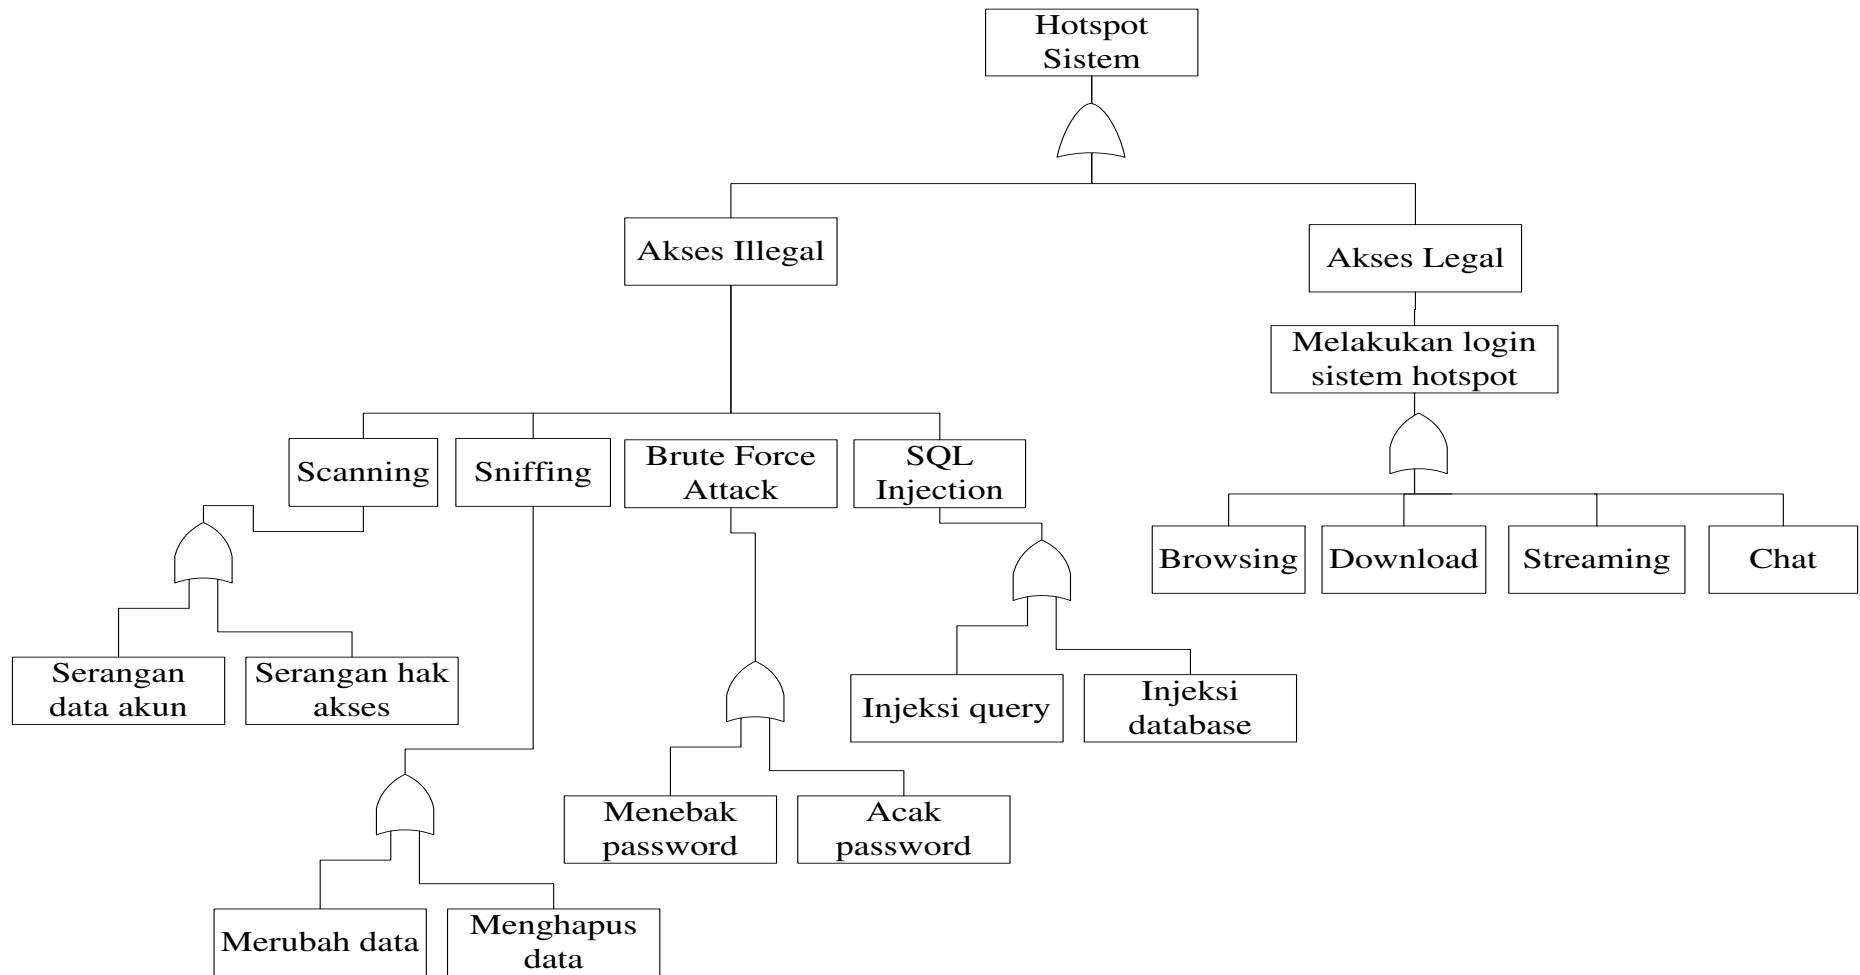 Hotspot
Sistem
Akses Illegal
Akses Legal
Melakukan login
sistem hotspot
Scanning
Sniffing
Brute Force
Attack
SQL
Injection
Browsing
Download
Streaming
Chat
Serangan
data akun
Serangan hak
akses
Injeksi query
Injeksi
database
Menebak
password
Acak
password
Merubah data
Menghapus
data